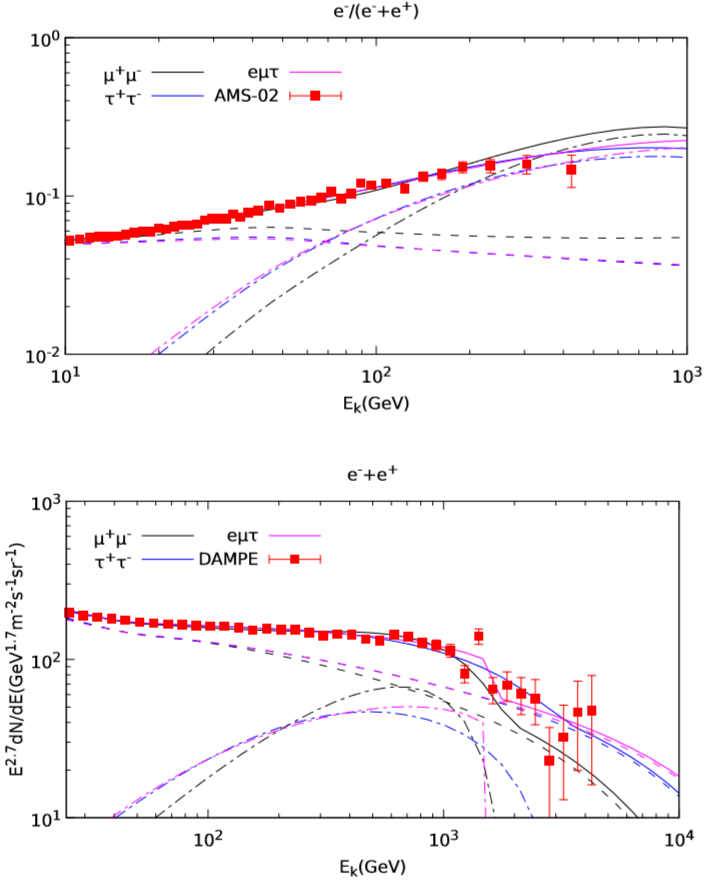 e⁻/(e⁻+e⁺)
10⁰
μ⁺μ⁻ eμτ
τ⁺τ⁻ AMS-02
10⁻¹
10⁻²
10¹ 10² 10³
Eₖ(GeV)
e⁻+e⁺
10³
μ⁺μ⁻ eμτ
τ⁺τ⁻ DAMPE
10²
10¹
E²·⁷dN/dE(GeV¹·⁷m⁻²s⁻¹sr⁻¹)
10² 10³ 10⁴
Eₖ(GeV)